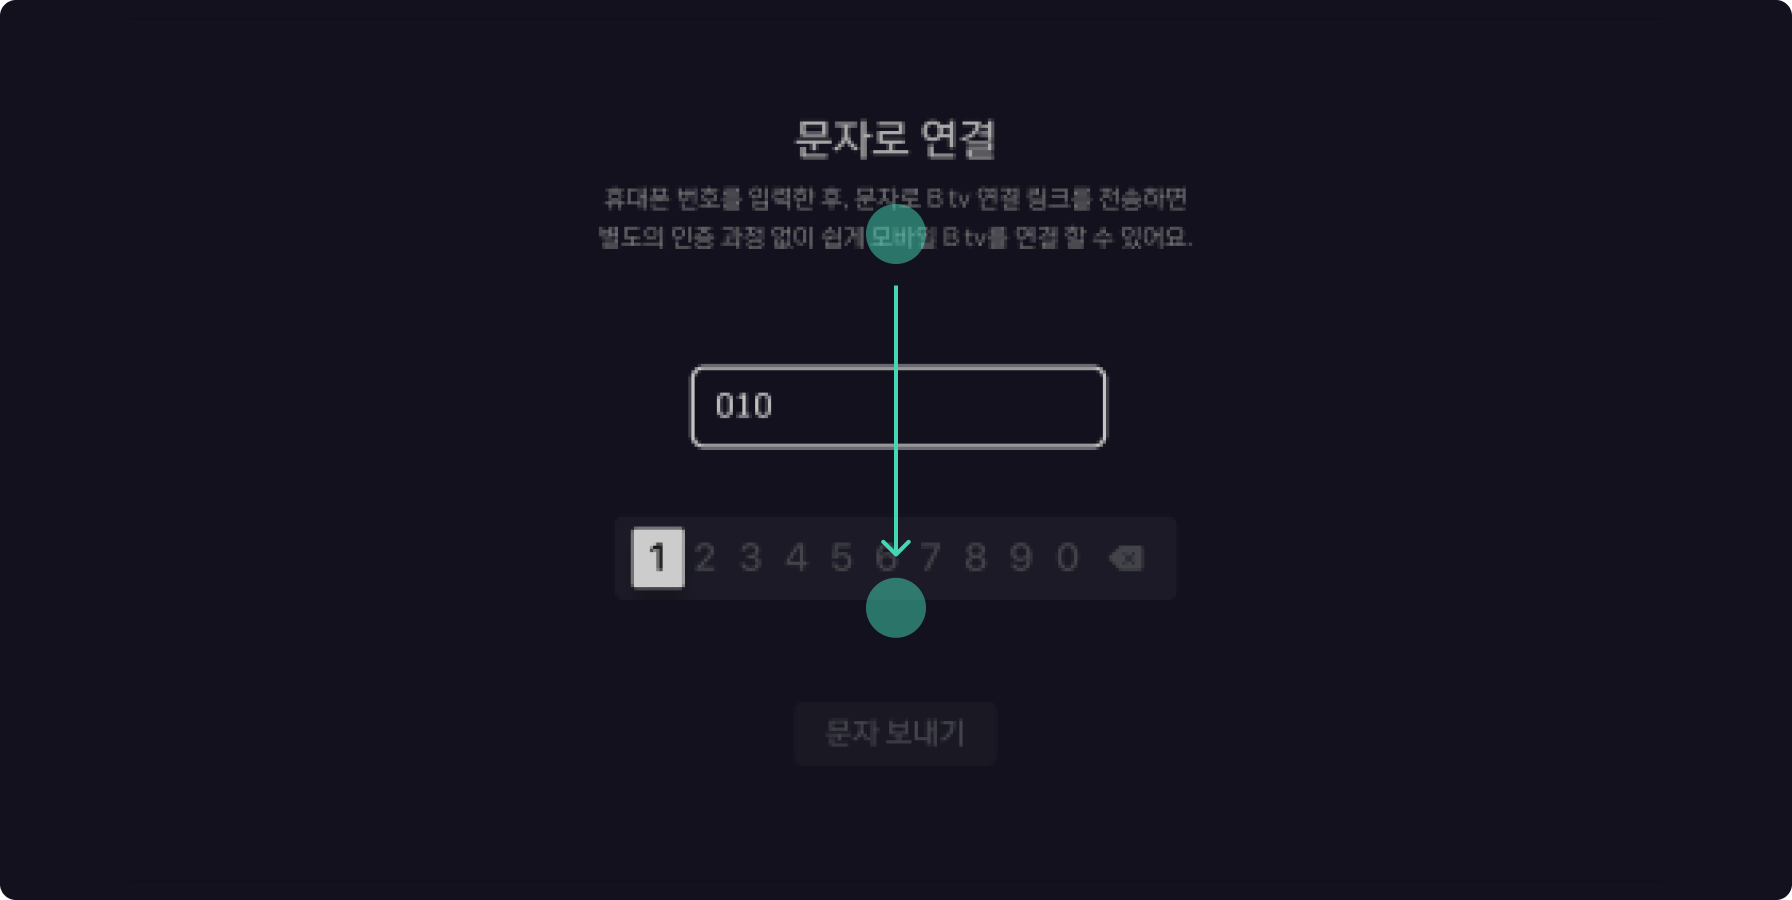 문자로 연결
휴대폰 번호를 입력한 후, 문자로 B tv 연결 링크를 전송하면
별도의 인증 과정 없이 쉽게 모바일 B tv를 연결 할 수 있어요.
010
1 2 3 4 5 6 7 8 9 0
문자 보내기